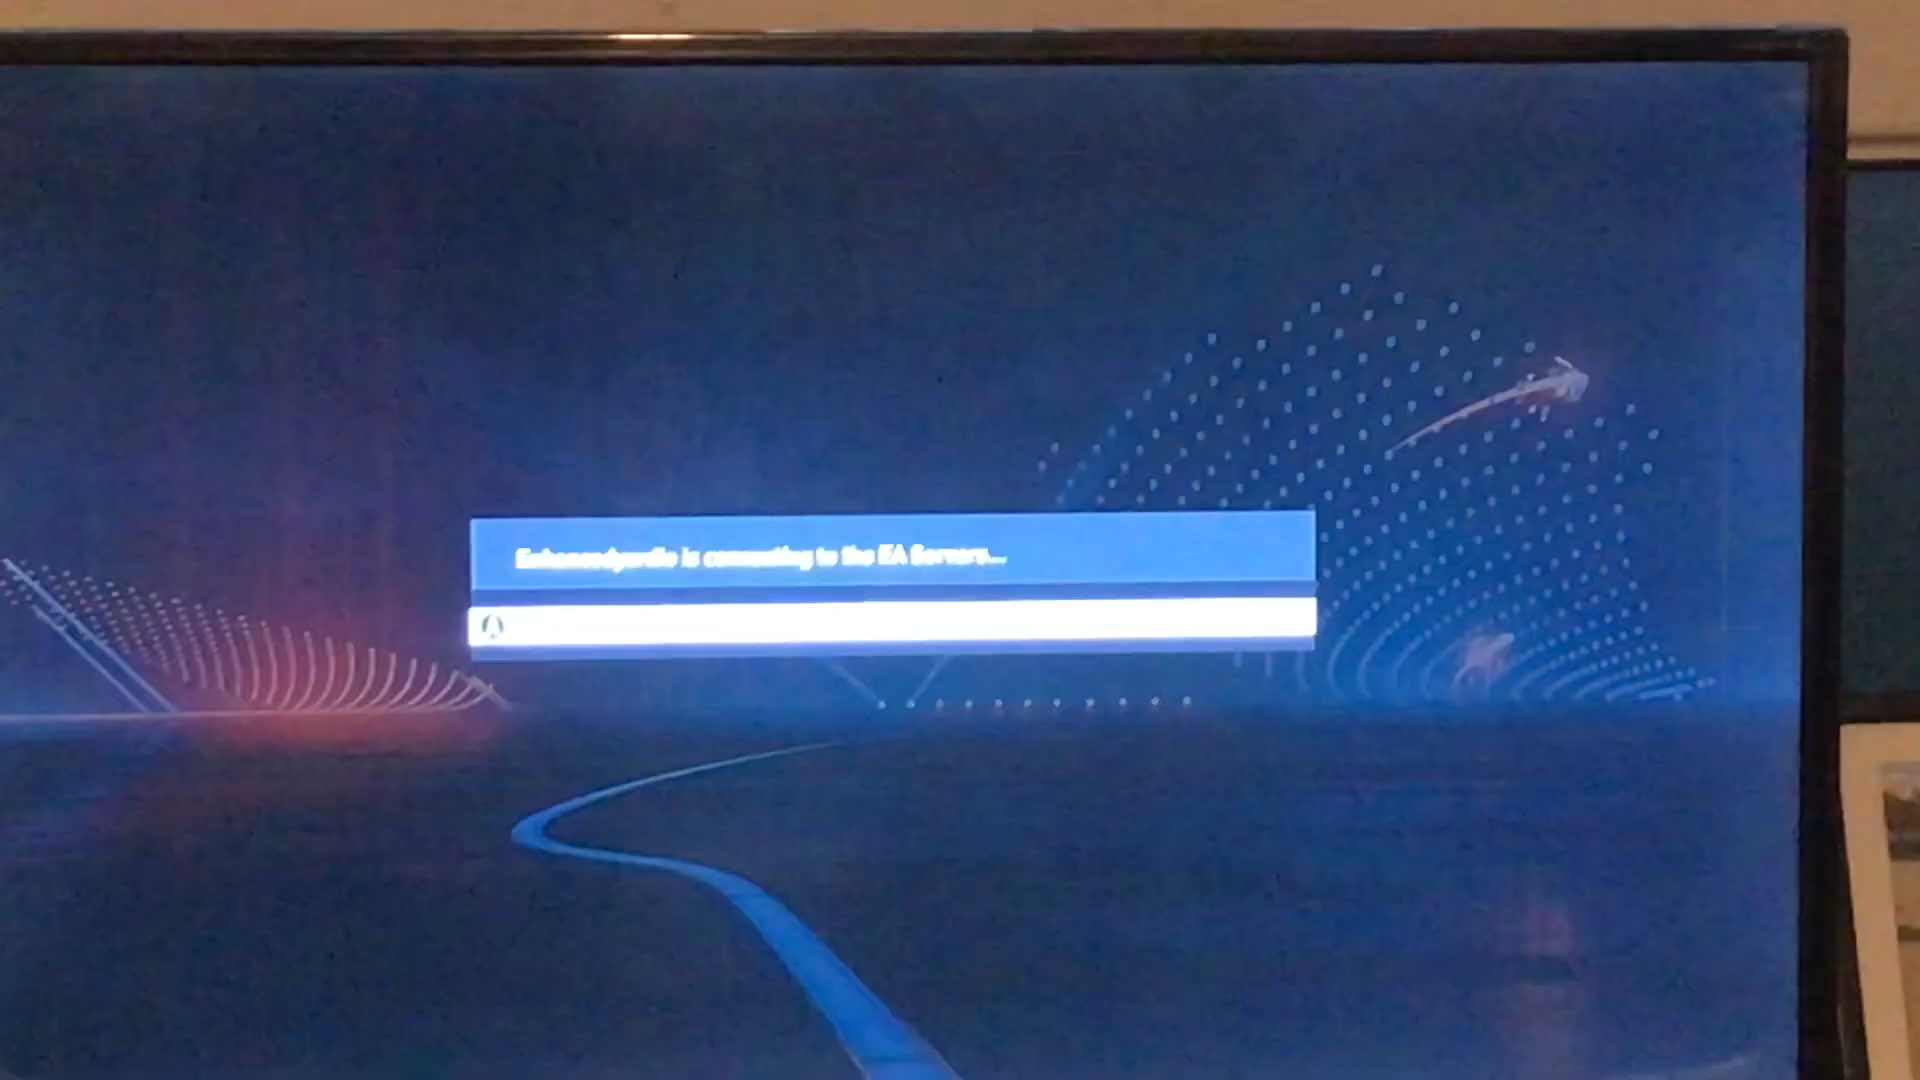 is connecting to the EA Servers...
A